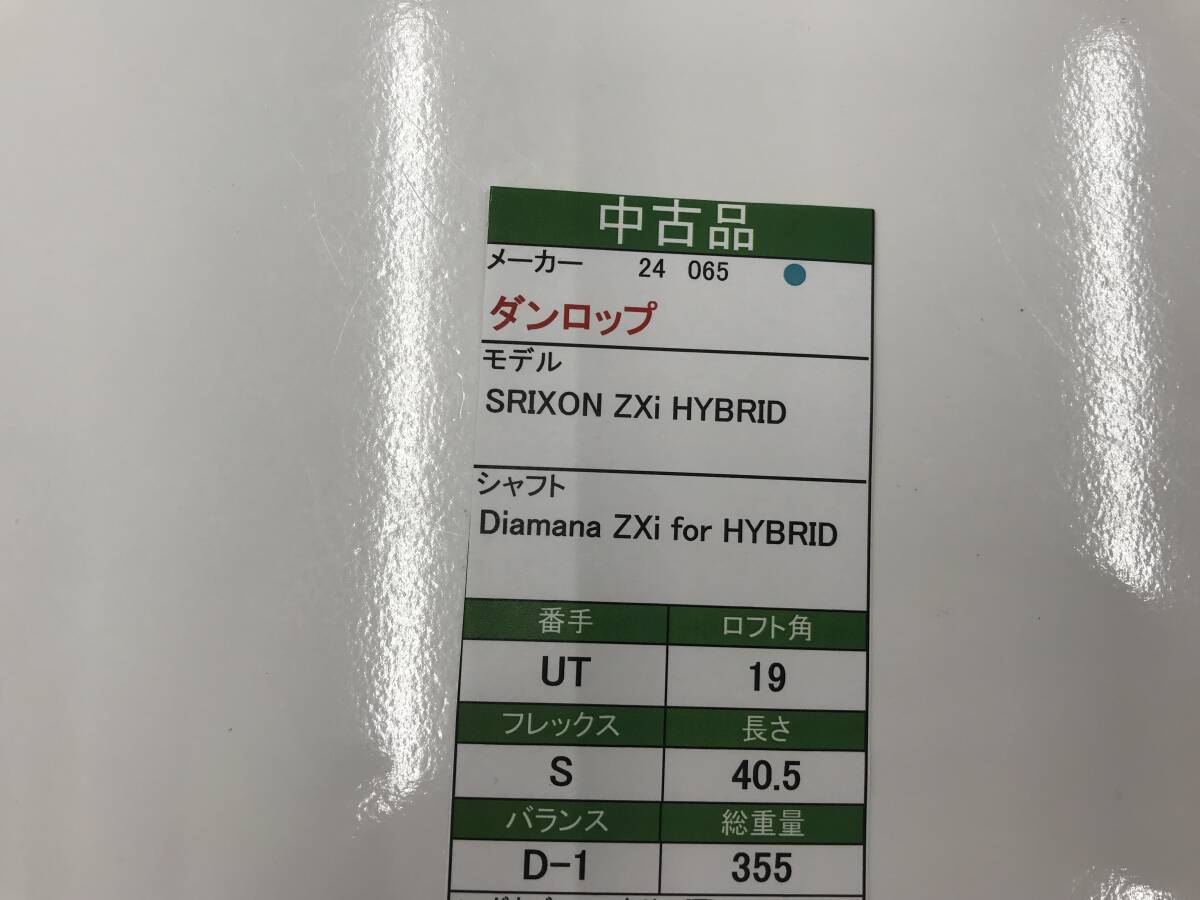 中古品
メーカー 24 065
ダンロップ
モデル
SRIXON ZXi HYBRID
シャフト
Diamana ZXi for HYBRID
番手 ロフト角
UT 19
フレックス 長さ
S 40.5
バランス 総重量
D-1 355